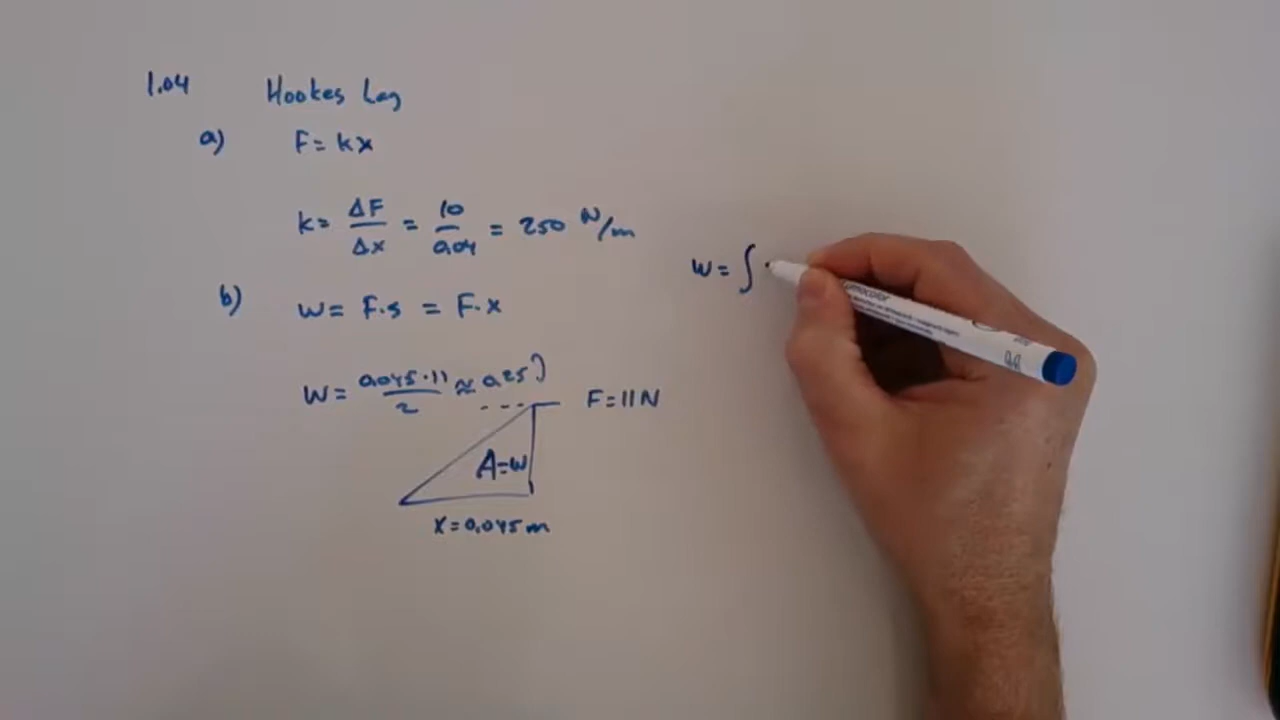 1.04 Hookes Lag
a) F = kx
k = ΔF/Δx = 10/0,04 = 250 N/m
b) W = F·s = F·x
W = 0,045·11/2 ≈ 0,25 J
F = 11 N
A = W
x = 0,045 m
W = ∫